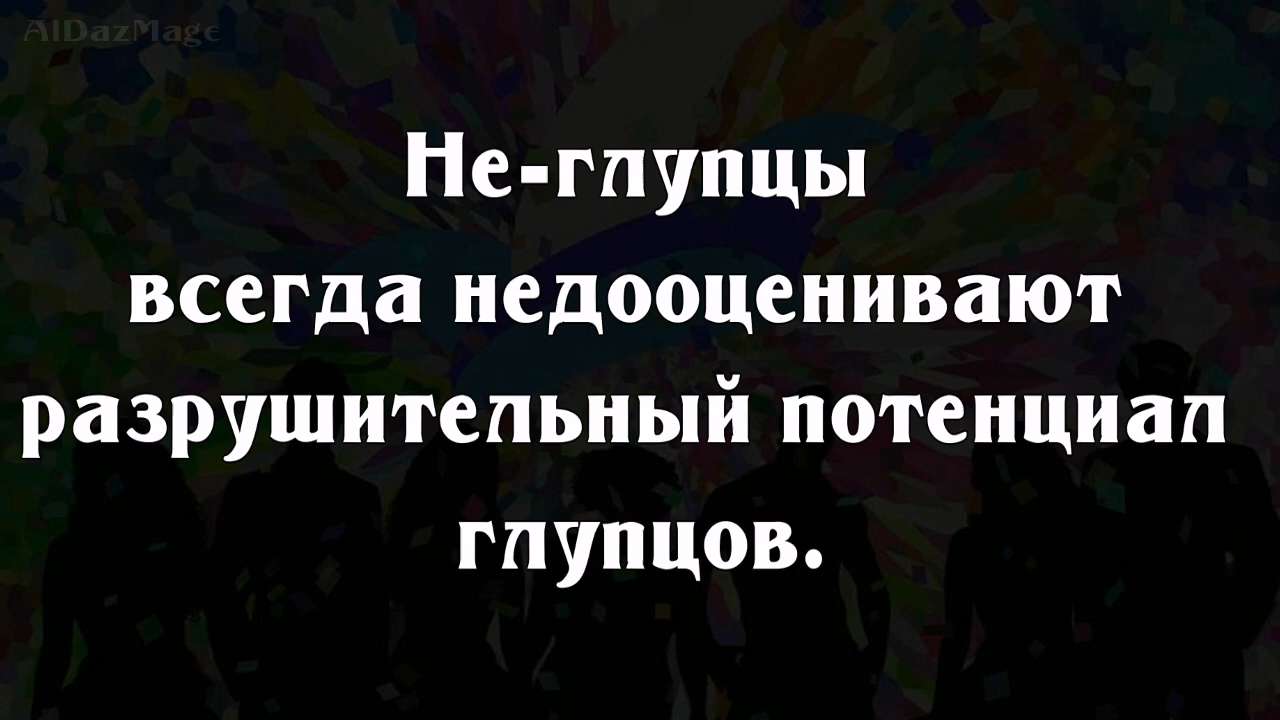 AlDazMage
Не-глупцы
всегда недооценивают
разрушительный потенциал
глупцов.